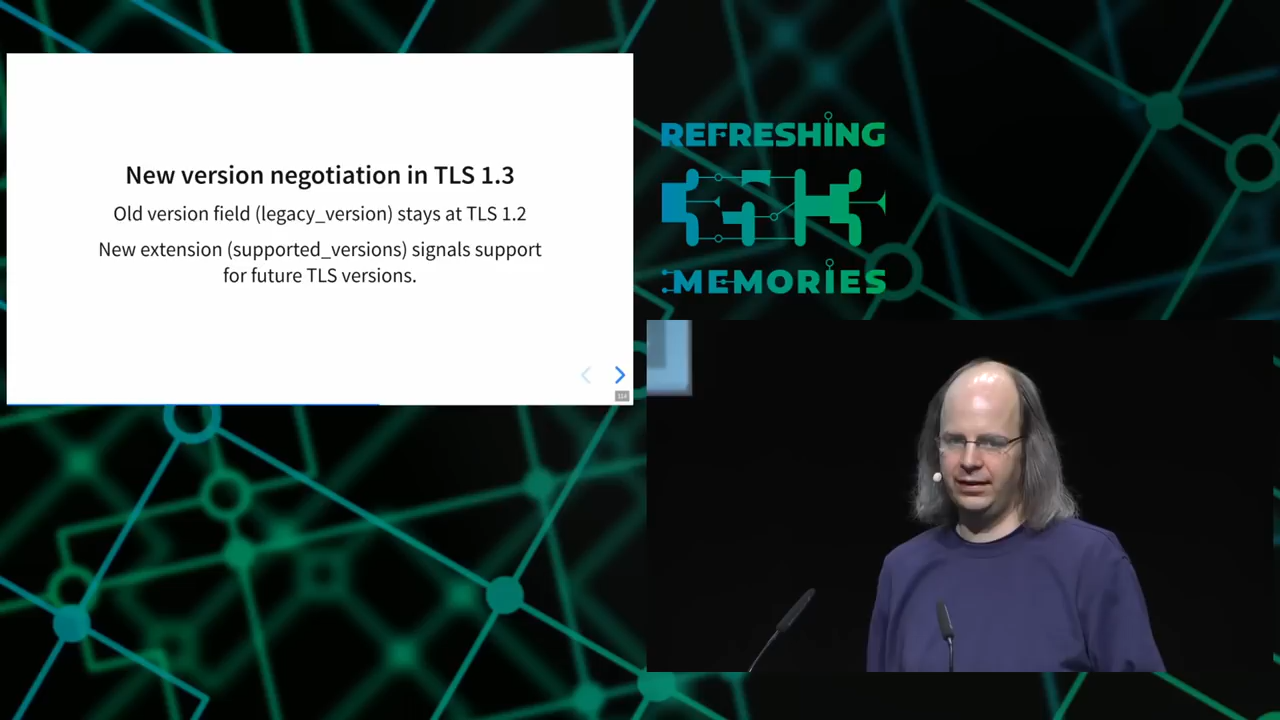 New version negotiation in TLS 1.3
Old version field (legacy_version) stays at TLS 1.2
New extension (supported_versions) signals support
for future TLS versions.
114
REFRESHING
MEMORIES